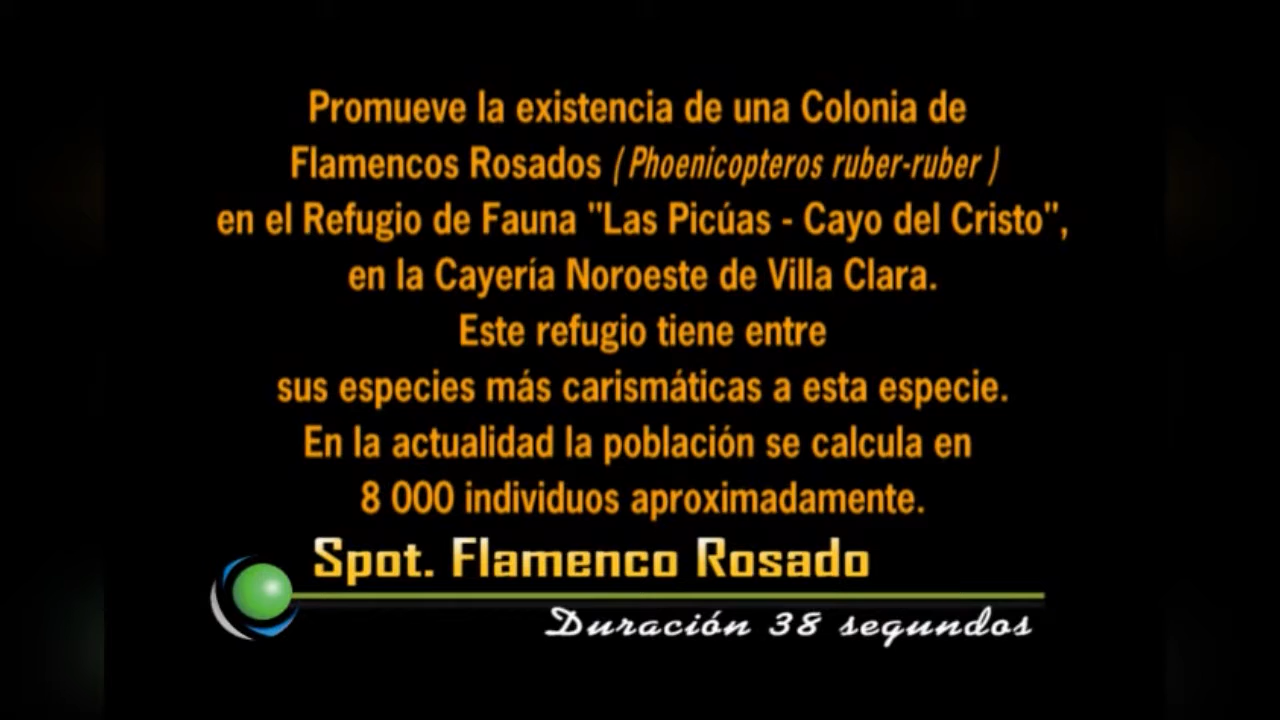 Promueve la existencia de una Colonia de
Flamencos Rosados ( Phoenicopteros ruber-ruber )
en el Refugio de Fauna "Las Picúas - Cayo del Cristo",
en la Cayería Noroeste de Villa Clara.
Este refugio tiene entre
sus especies más carismáticas a esta especie.
En la actualidad la población se calcula en
8 000 individuos aproximadamente.
Spot. Flamenco Rosado
Duración 38 segundos